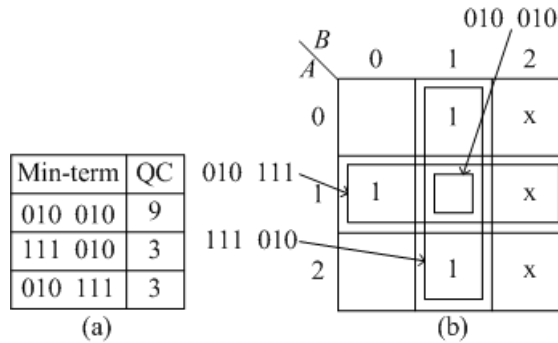 Min-term QC
010 010 9
111 010 3
010 111 3
(a)
010 010
B
A
0 1 2
0 1 x
010 111
1 1 x
111 010
2 1 x
(b)